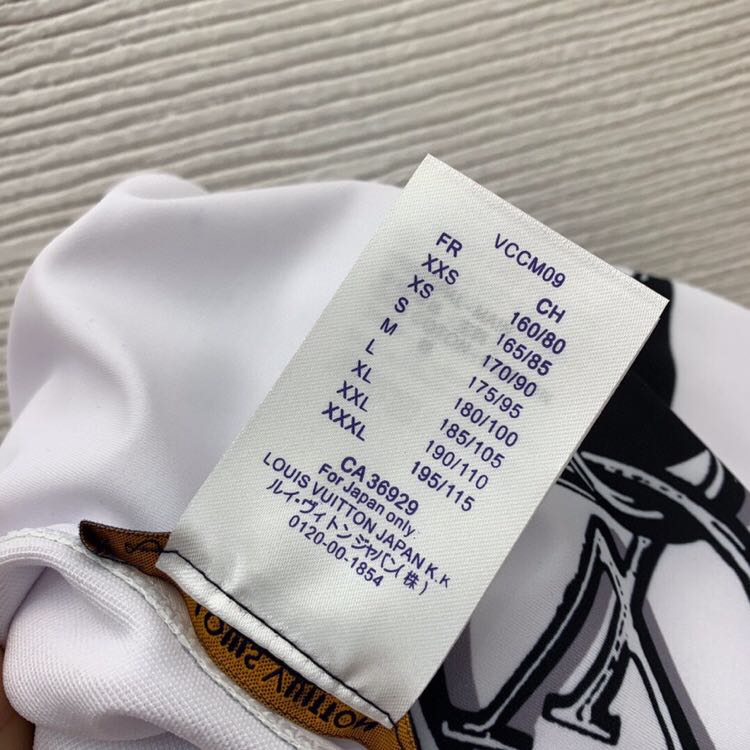 VCCM09
FR CH
XXS 160/80
XS 165/85
S 170/90
M 175/95
L 180/100
XL 185/105
XXL 190/110
XXXL 195/115
CA 36929
For Japan only
LOUIS VUITTON JAPAN K.K
ルイ・ヴィトンジャパン(株)
0120-00-1854
LOUIS VUITTON